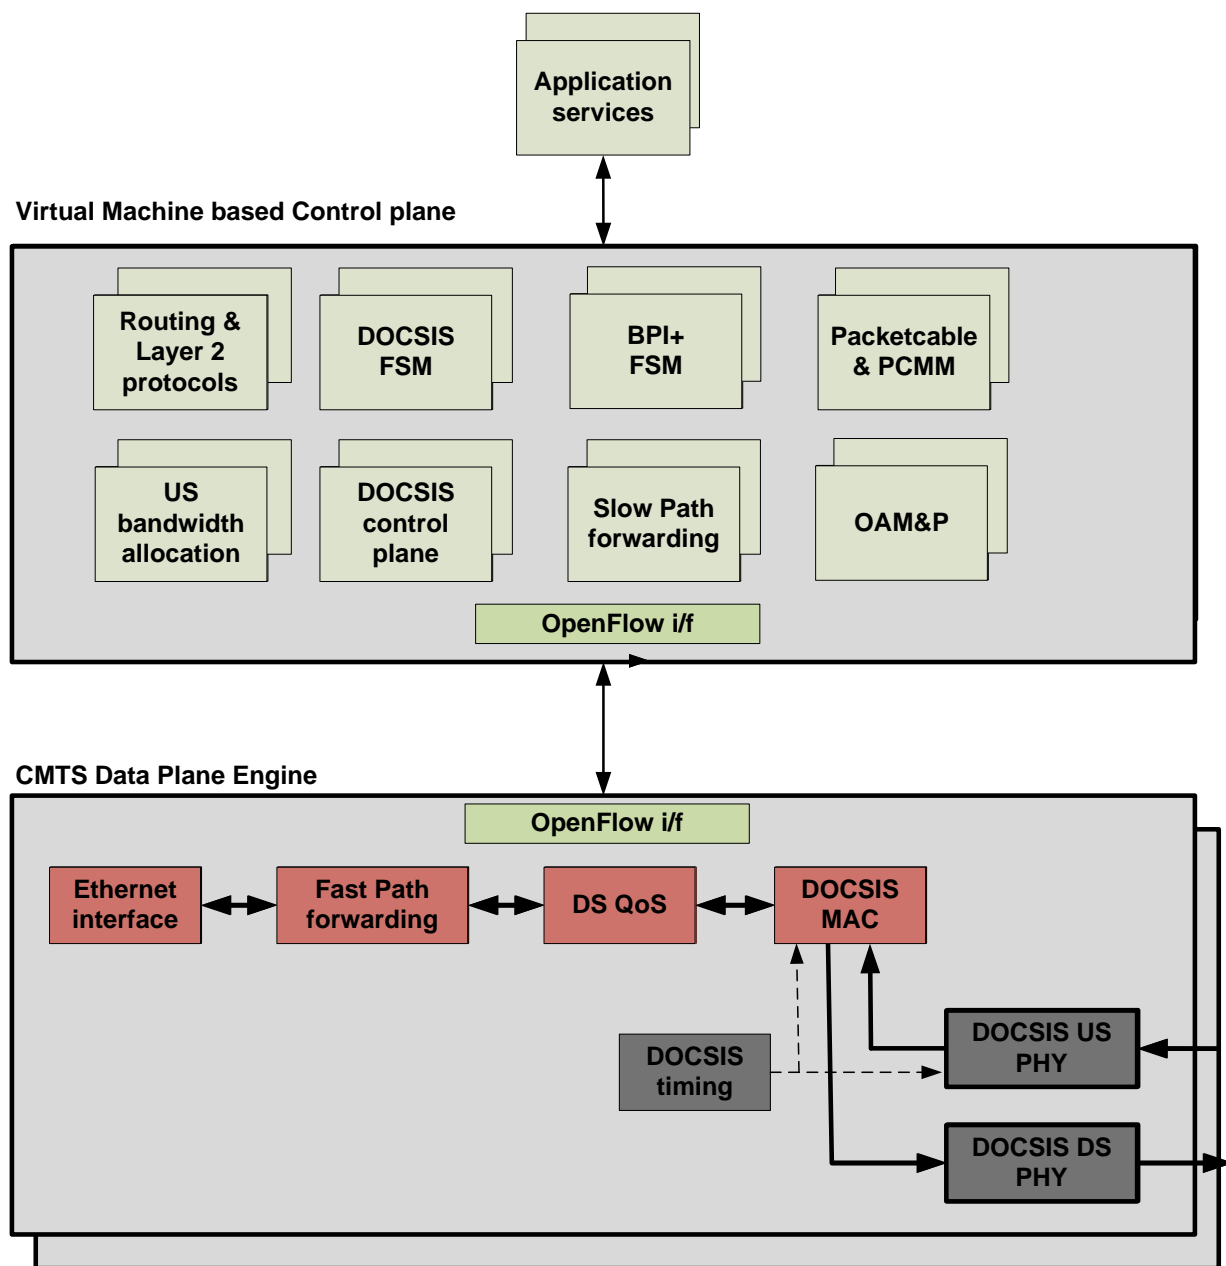 Application
services
Virtual Machine based Control plane
Routing &
Layer 2
protocols
DOCSIS
FSM
BPI+
FSM
Packetcable
& PCMM
US
bandwidth
allocation
DOCSIS
control
plane
Slow Path
forwarding
OAM&P
OpenFlow i/f
CMTS Data Plane Engine
OpenFlow i/f
Ethernet
interface
Fast Path
forwarding
DS QoS
DOCSIS
MAC
DOCSIS
timing
DOCSIS US
PHY
DOCSIS DS
PHY